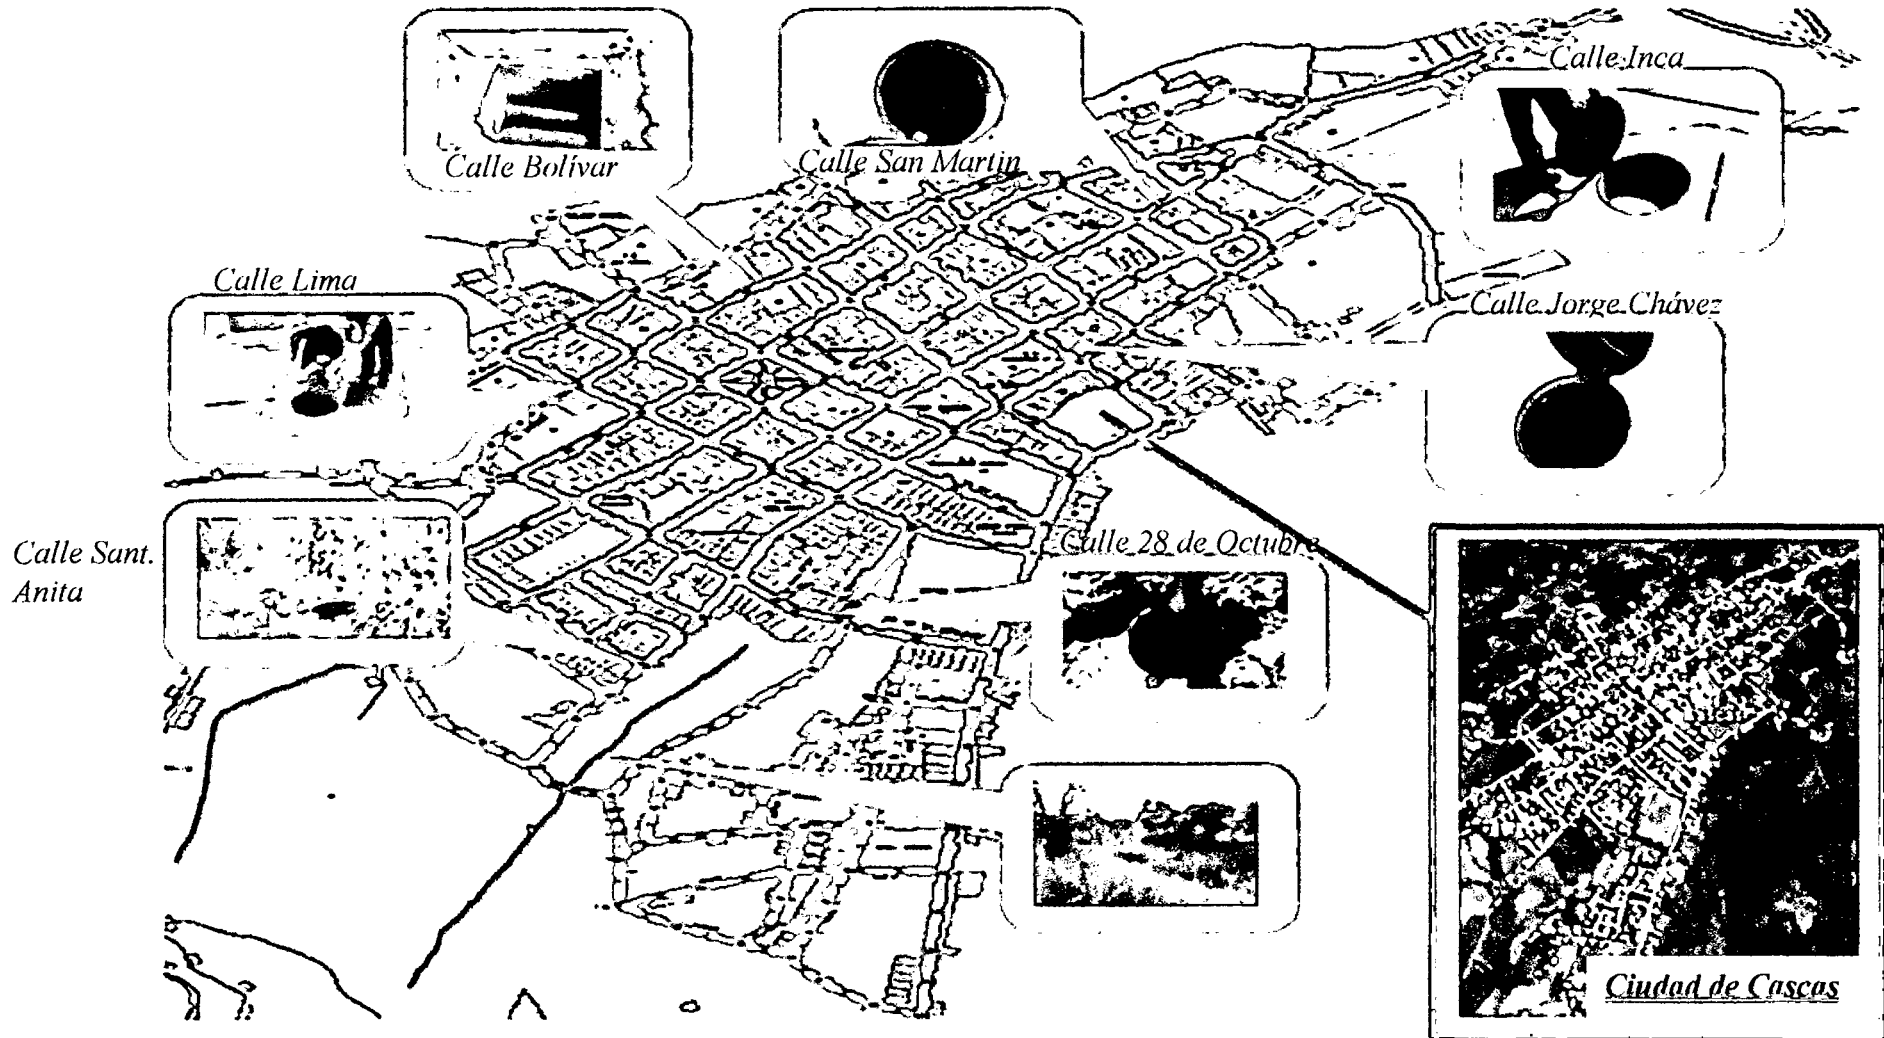 Calle Inca
Calle Bolívar
Calle San Martin
Calle Lima
Calle Jorge Chávez
Calle Sant.
Anita
Calle 28 de Octubre
Ciudad de Cascas